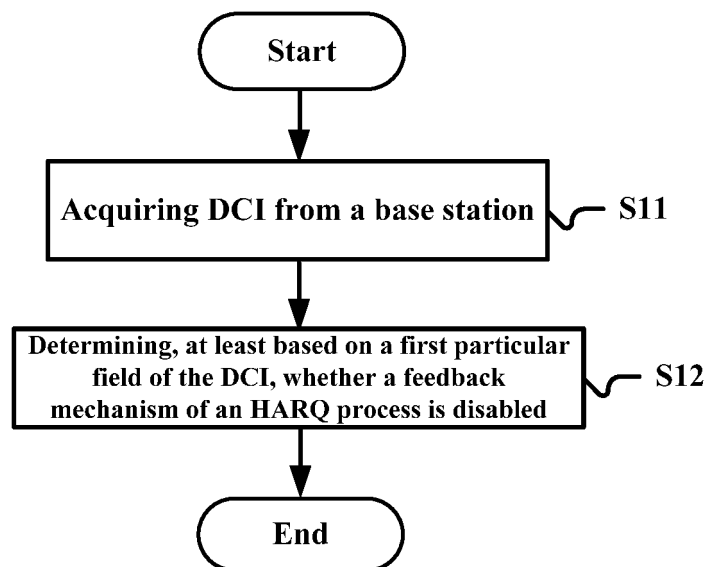 Start
Acquiring DCI from a base station
S11
Determining, at least based on a first particular
field of the DCI, whether a feedback
mechanism of an HARQ process is disabled
S12
End